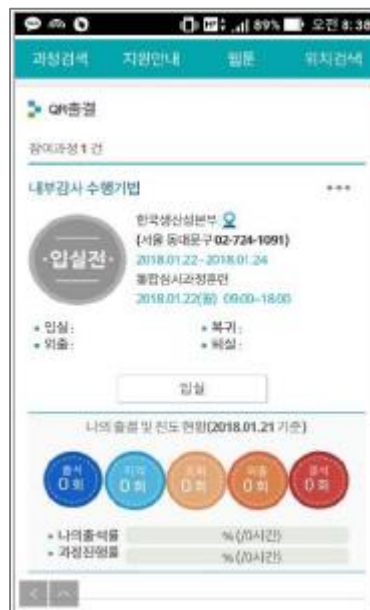 89% 오전 8:38
과정검색 지원안내 웹툰 위치검색
QR출결
참여과정 1 건
내부감사 수행기법
·입실전·
한국생산성본부
(서울 동대문구 02-724-1091)
2018.01.22~2018.01.24
통합심사과정훈련
2018.01.22(월) 09:00~18:00
입실 : 복귀 :
외출 : 퇴실 :
입실
나의 출결 및 진도 현황(2018.01.21 기준)
출석 지각 조퇴 외출 결석
0회 0회 0회 0회 0회
나의출석률 % (/0시간)
과정진행률 % (/0시간)